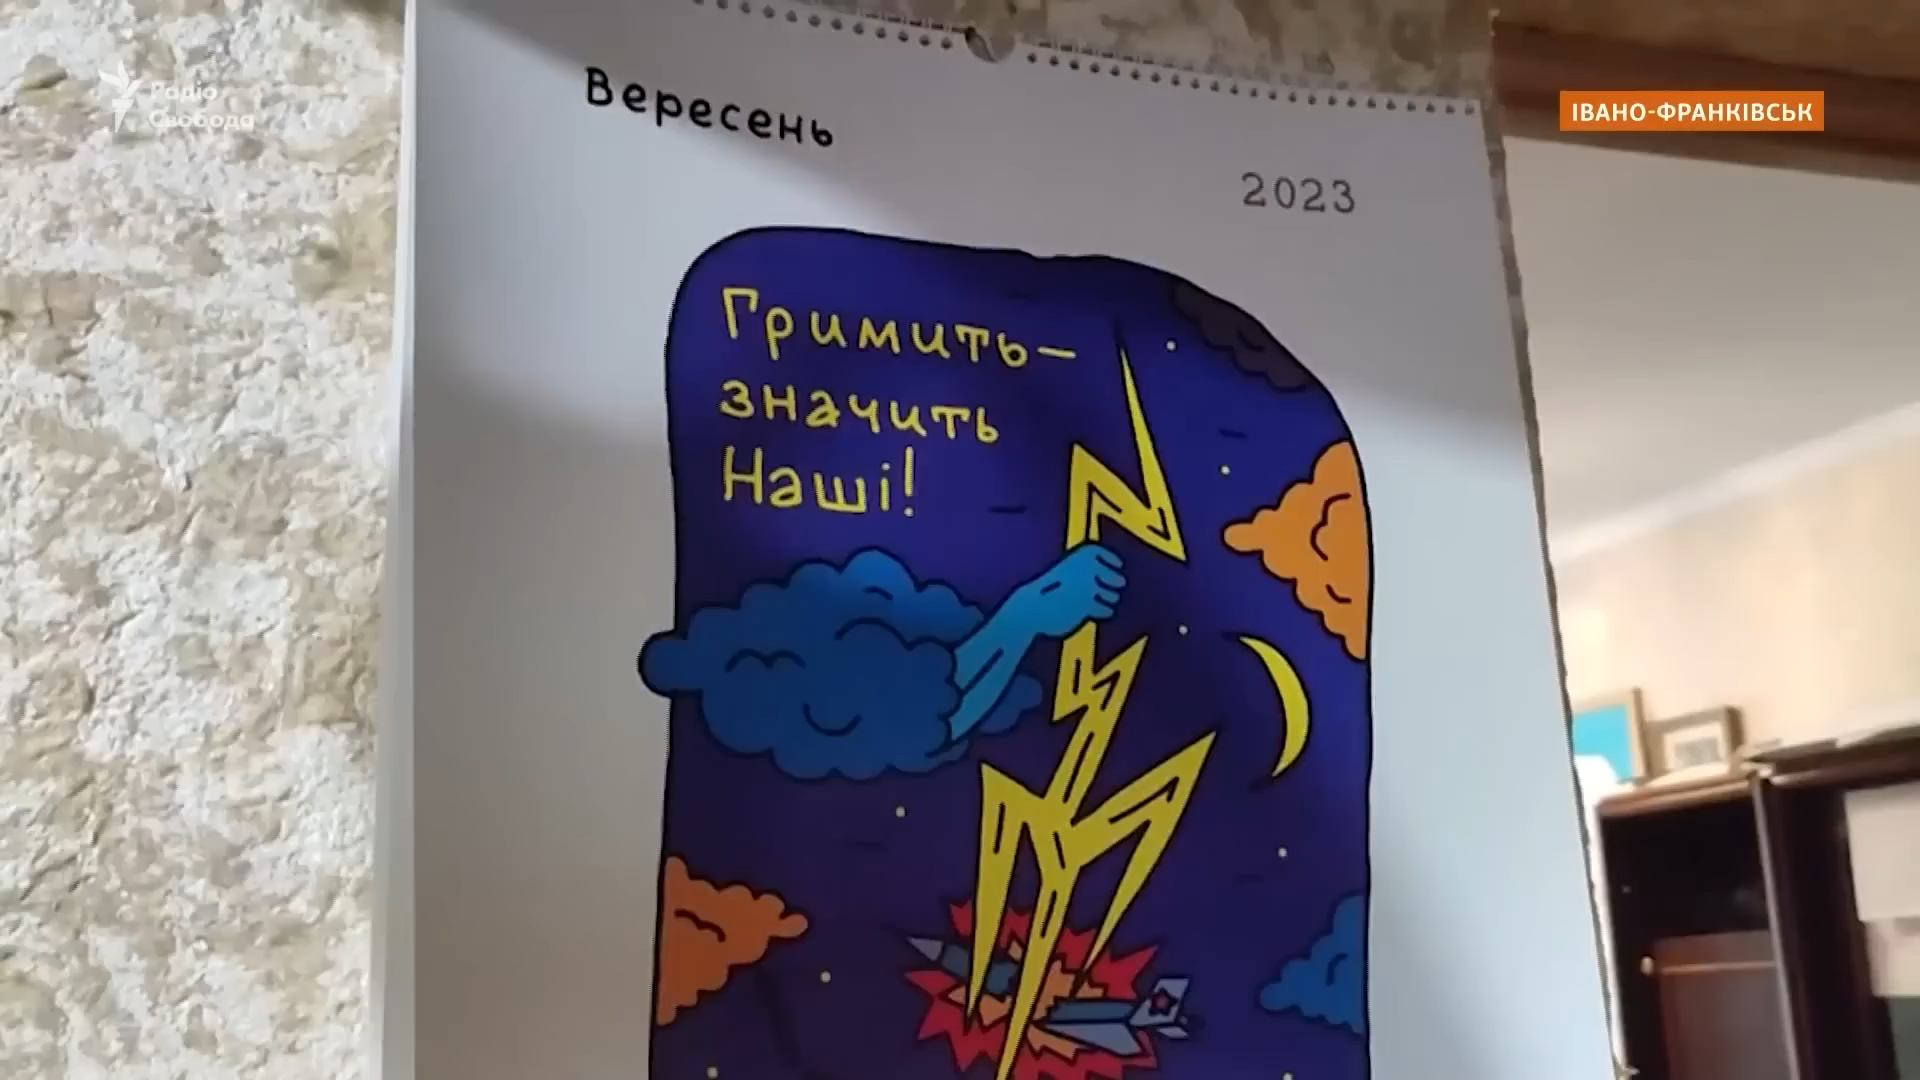 Радіо
Свобода
ІВАНО-ФРАНКІВСЬК
Вересень
2023
Гримить–
значить
Наші!